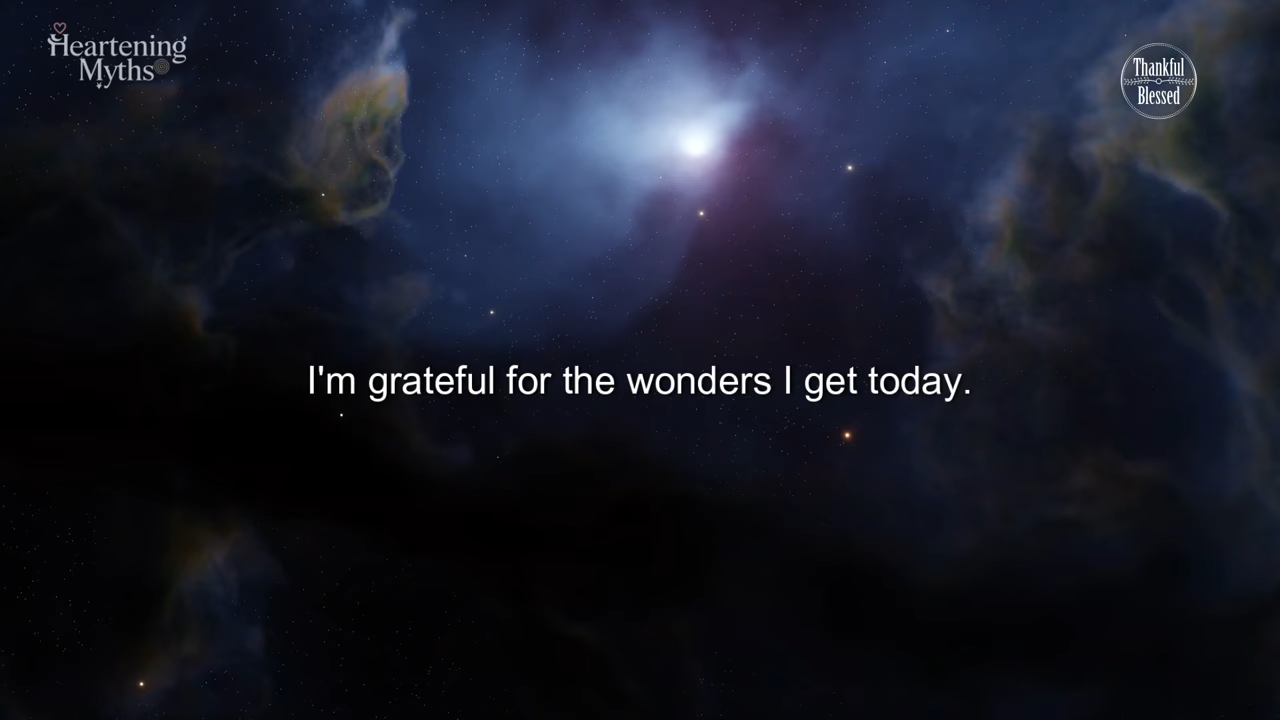 Heartening
Myths
Thankful
Blessed
I'm grateful for the wonders I get today.